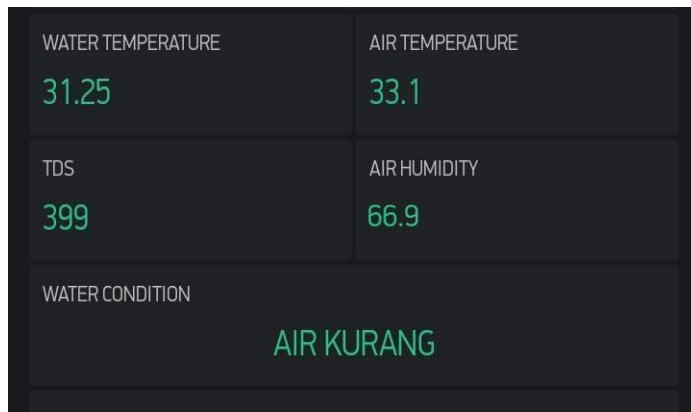 WATER TEMPERATURE
31.25
AIR TEMPERATURE
33.1
TDS
399
AIR HUMIDITY
66.9
WATER CONDITION
AIR KURANG